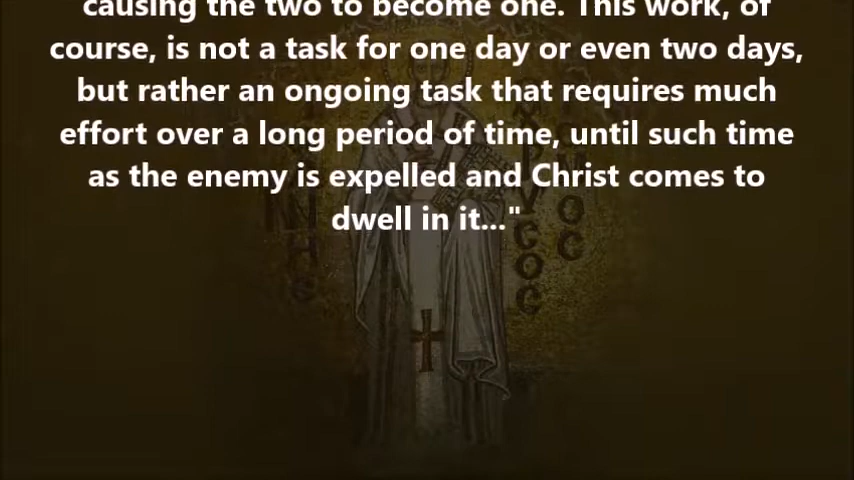 causing the two to become one. This work, of
course, is not a task for one day or even two days,
but rather an ongoing task that requires much
effort over a long period of time, until such time
as the enemy is expelled and Christ comes to
dwell in it..."